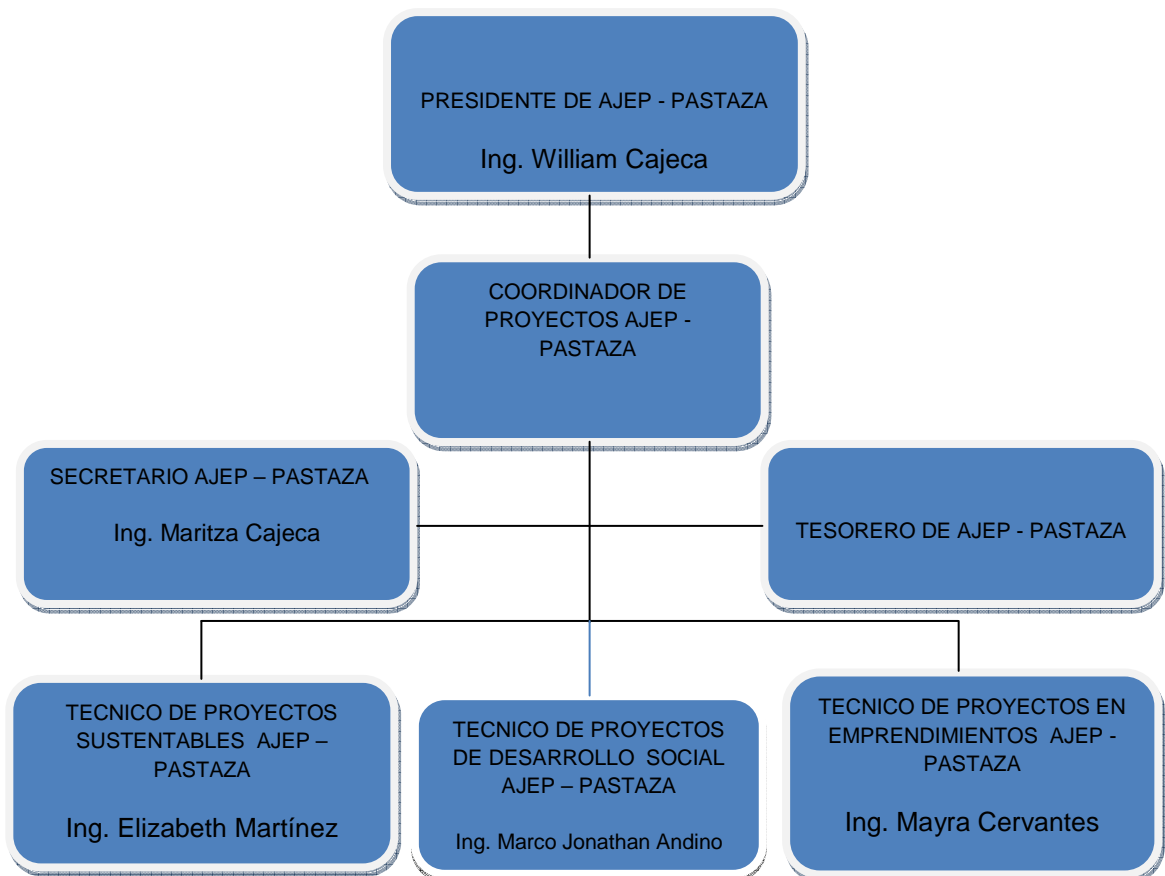 PRESIDENTE DE AJEP - PASTAZA
Ing. William Cajeca
COORDINADOR DE
PROYECTOS AJEP -
PASTAZA
SECRETARIO AJEP – PASTAZA
Ing. Maritza Cajeca
TESORERO DE AJEP - PASTAZA
TECNICO DE PROYECTOS
SUSTENTABLES AJEP –
PASTAZA
Ing. Elizabeth Martínez
TECNICO DE PROYECTOS
DE DESARROLLO SOCIAL
AJEP – PASTAZA
Ing. Marco Jonathan Andino
TECNICO DE PROYECTOS EN
EMPRENDIMIENTOS AJEP -
PASTAZA
Ing. Mayra Cervantes